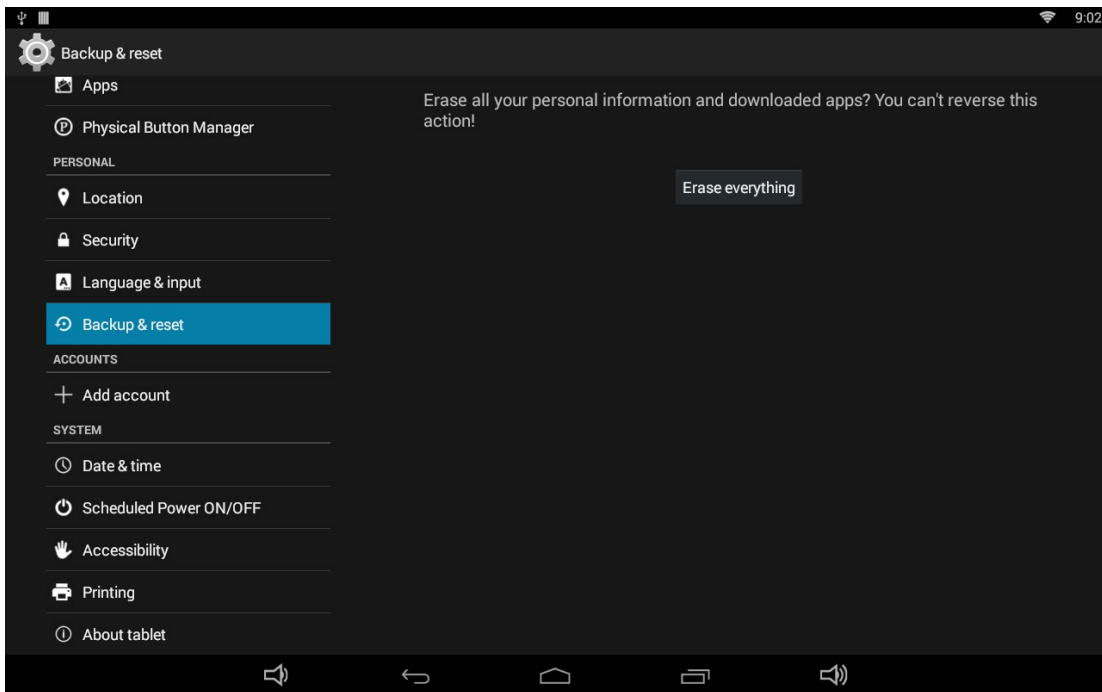 9:02
Backup & reset
Apps
Physical Button Manager
PERSONAL
Location
Security
Language & input
Backup & reset
ACCOUNTS
Add account
SYSTEM
Date & time
Scheduled Power ON/OFF
Accessibility
Printing
About tablet
Erase all your personal information and downloaded apps? You can't reverse this
action!
Erase everything